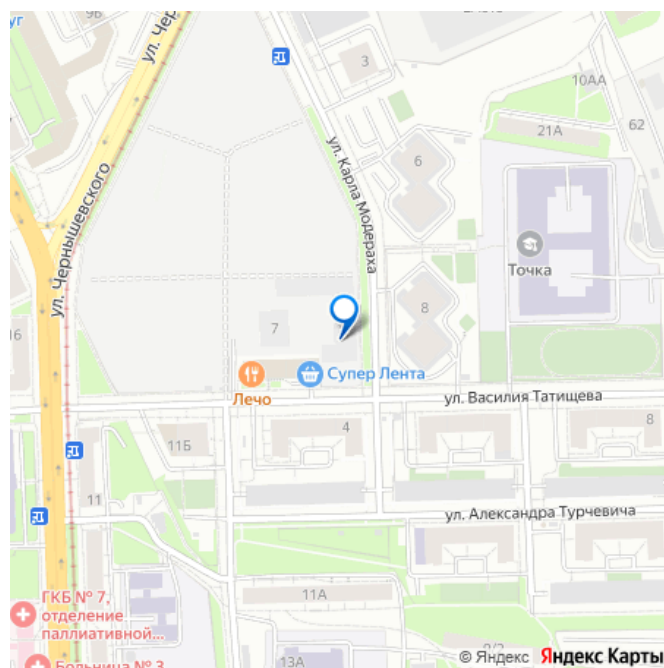 9Б
уг
ул. Чер
3
10АА
62
21А
ул. Карла Модераха
6
Точка
ул. Чернышевского
8
7
16
Супер Лента
Лечо
ул. Василия Татищева
11Б
4
8
11
ул. Александра Турчевича
11А
ГКБ № 7,
отделение
паллиативной...
13А
Больница № 3
© Яндекс Яндекс Карты